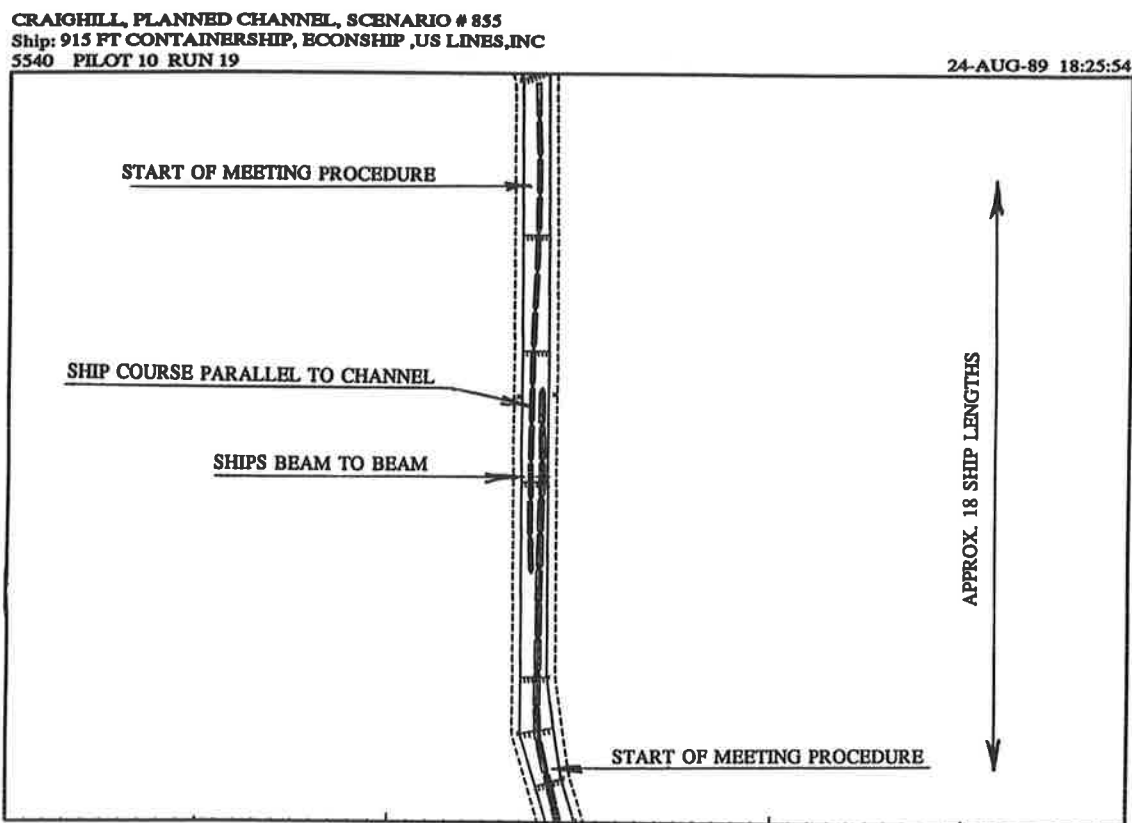 CRAIGHILL, PLANNED CHANNEL, SCENARIO # 855
Ship: 915 FT CONTAINERSHIP, ECONSHIP ,US LINES,INC
5540 PILOT 10 RUN 19
24-AUG-89 18:25:54
START OF MEETING PROCEDURE
SHIP COURSE PARALLEL TO CHANNEL
SHIPS BEAM TO BEAM
APPROX. 18 SHIP LENGTHS
START OF MEETING PROCEDURE